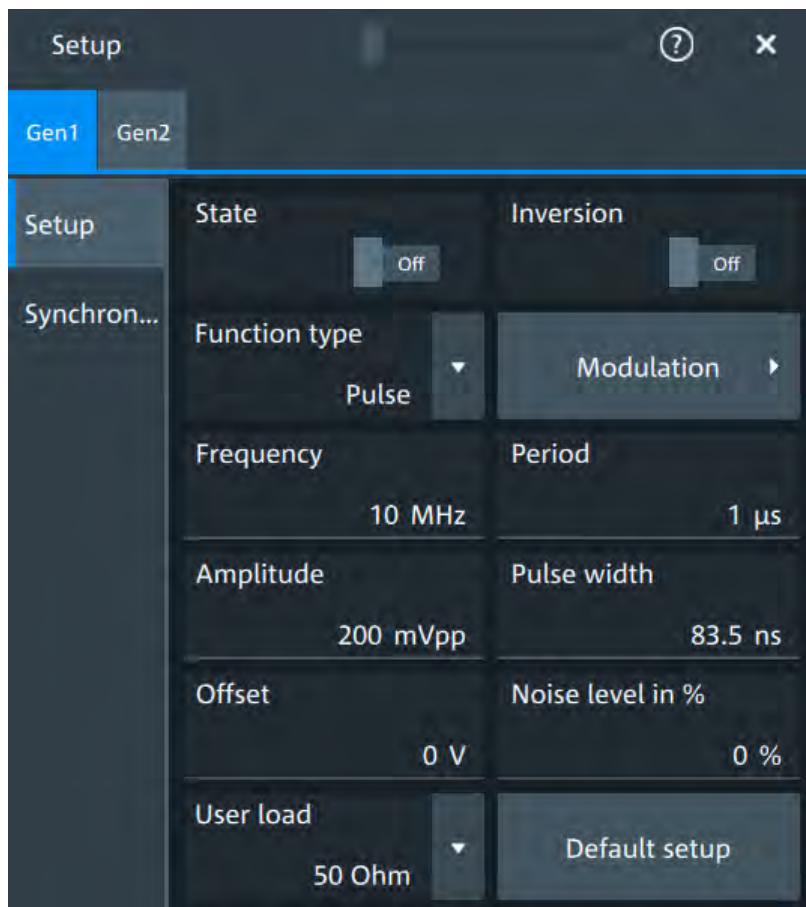 Setup
?
Gen1 Gen2
Setup
Synchron...
State
Off
Inversion
Off
Function type
Pulse
Modulation
Frequency
10 MHz
Period
1 µs
Amplitude
200 mVpp
Pulse width
83.5 ns
Offset
0 V
Noise level in %
0 %
User load
50 Ohm
Default setup